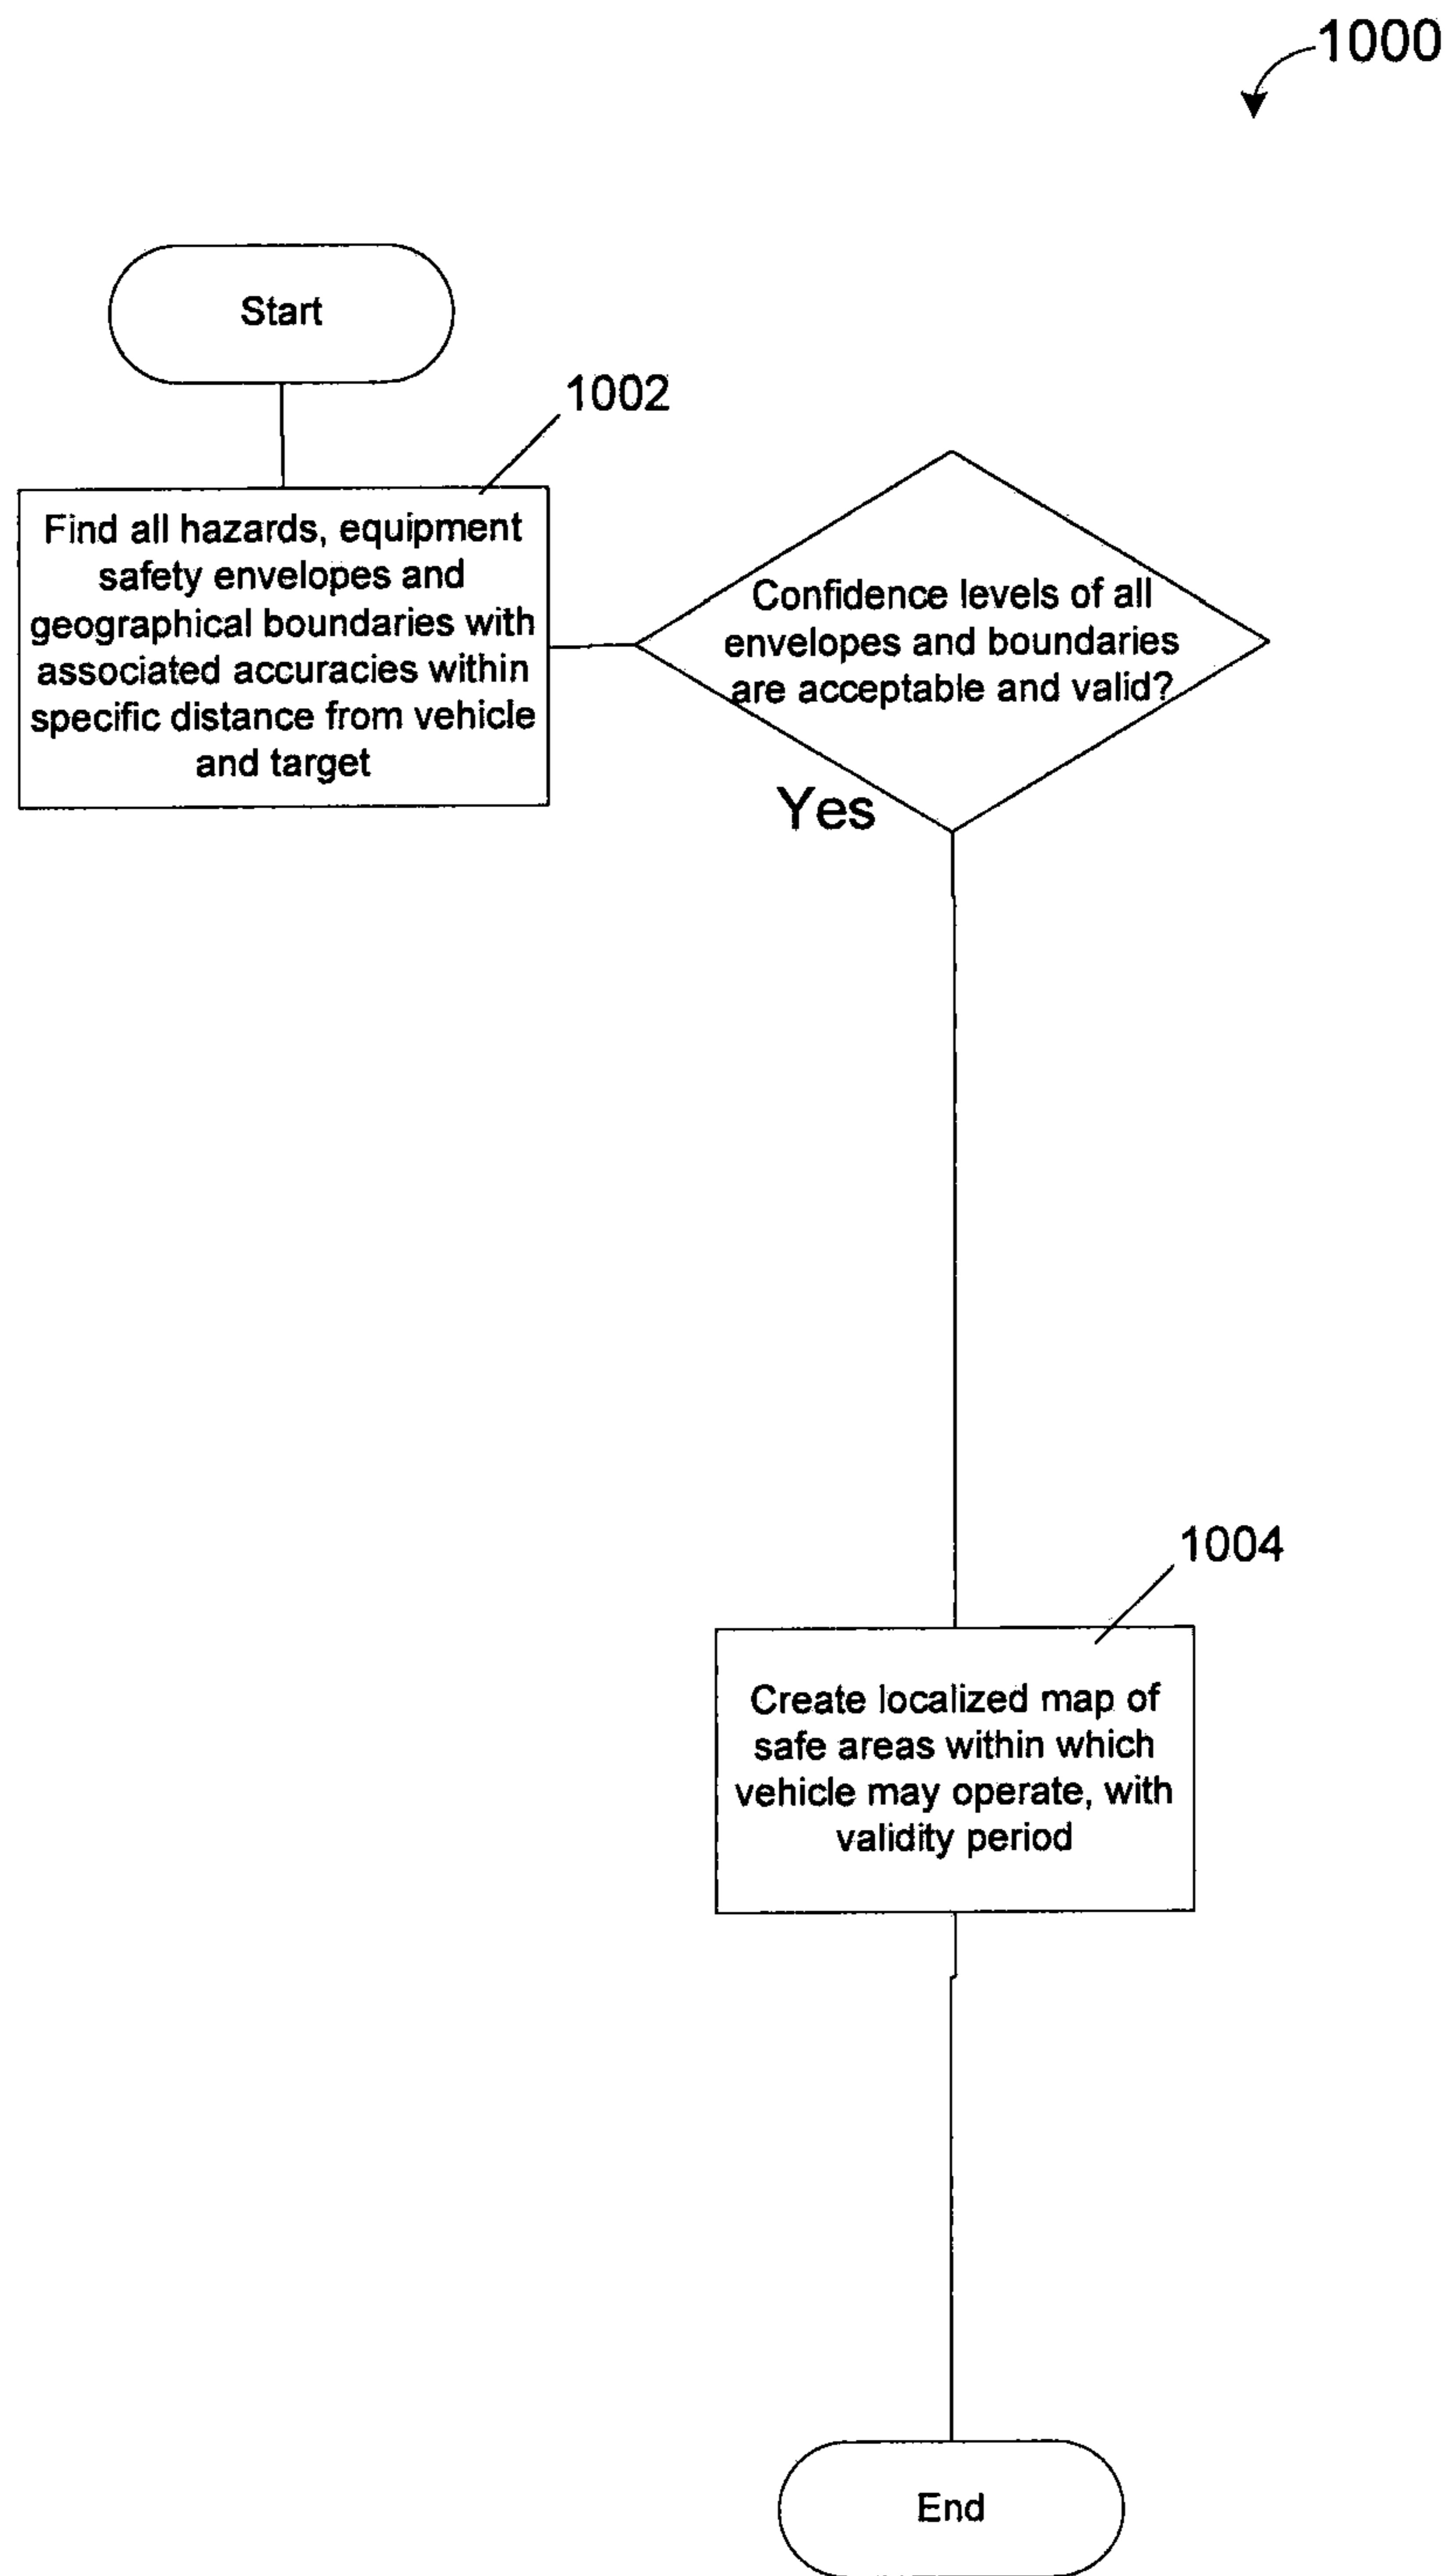 1000
Start
1002
Find all hazards, equipment
safety envelopes and
geographical boundaries with
associated accuracies within
specific distance from vehicle
and target
Confidence levels of all
envelopes and boundaries
are acceptable and valid?
Yes
1004
Create localized map of
safe areas within which
vehicle may operate, with
validity period
End